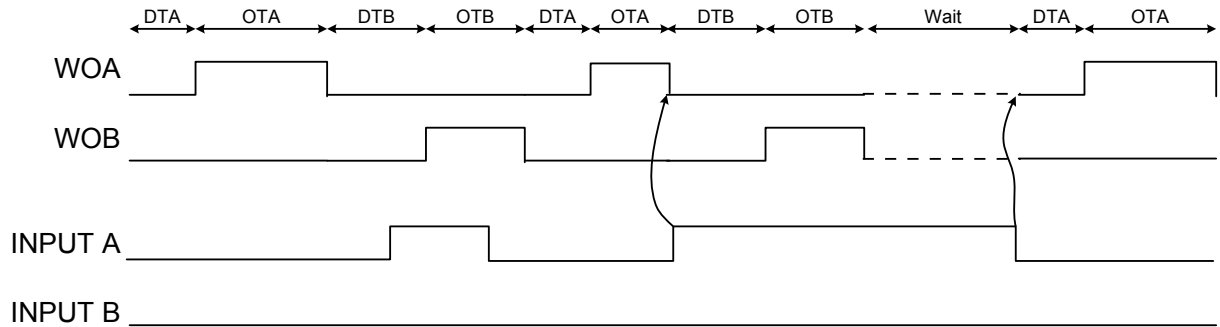 DTA OTA DTB OTB DTA OTA DTB OTB Wait DTA OTA
WOA
WOB
INPUT A
INPUT B